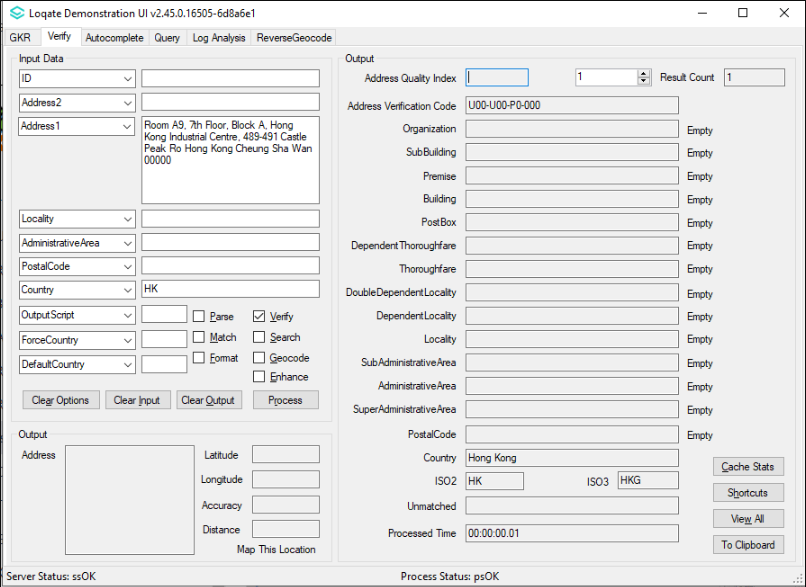 Loqate Demonstration UI v2.45.0.16505-6d8a6e1
GKR Verify Autocomplete Query Log Analysis ReverseGeocode
Input Data
ID
Address2
Address1
Room A9, 7th Floor, Block A, Hong
Kong Industrial Centre, 489-491 Castle
Peak Ro Hong Kong Cheung Sha Wan
00000
Locality
AdministrativeArea
PostalCode
Country HK
OutputScript Parse Verify
ForceCountry Match Search
Format Geocode
DefaultCountry
Enhance
Clear Options Clear Input Clear Output Process
Output
Address
Latitude
Longitude
Accuracy
Distance
Map This Location
Output
Address Quality Index 1 Result Count 1
Address Verification Code U00-U00-P0-000
Organization Empty
SubBuilding Empty
Premise Empty
Building Empty
PostBox Empty
DependentThoroughfare Empty
Thoroughfare Empty
DoubleDependentLocality Empty
DependentLocality Empty
Locality Empty
SubAdministrativeArea Empty
AdministrativeArea Empty
SuperAdministrativeArea Empty
PostalCode Empty
Country Hong Kong
ISO2 HK ISO3 HKG
Unmatched
Processed Time 00:00:00.01
Cache Stats
Shortcuts
View All
To Clipboard
Server Status: ssOK Process Status: psOK